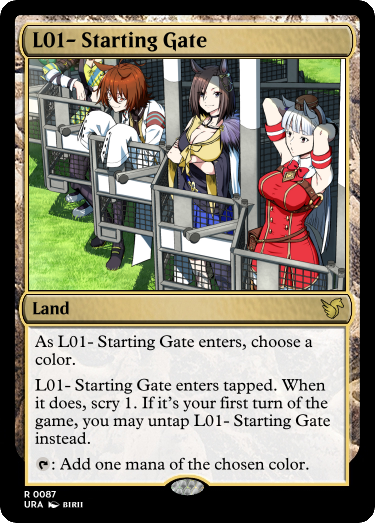 L01- Starting Gate
Land
As L01- Starting Gate enters, choose a
color.
L01- Starting Gate enters tapped. When
it does, scry 1. If it's your first turn of the
game, you may untap L01- Starting Gate
instead.
: Add one mana of the chosen color.
R 0087
URA BIRII